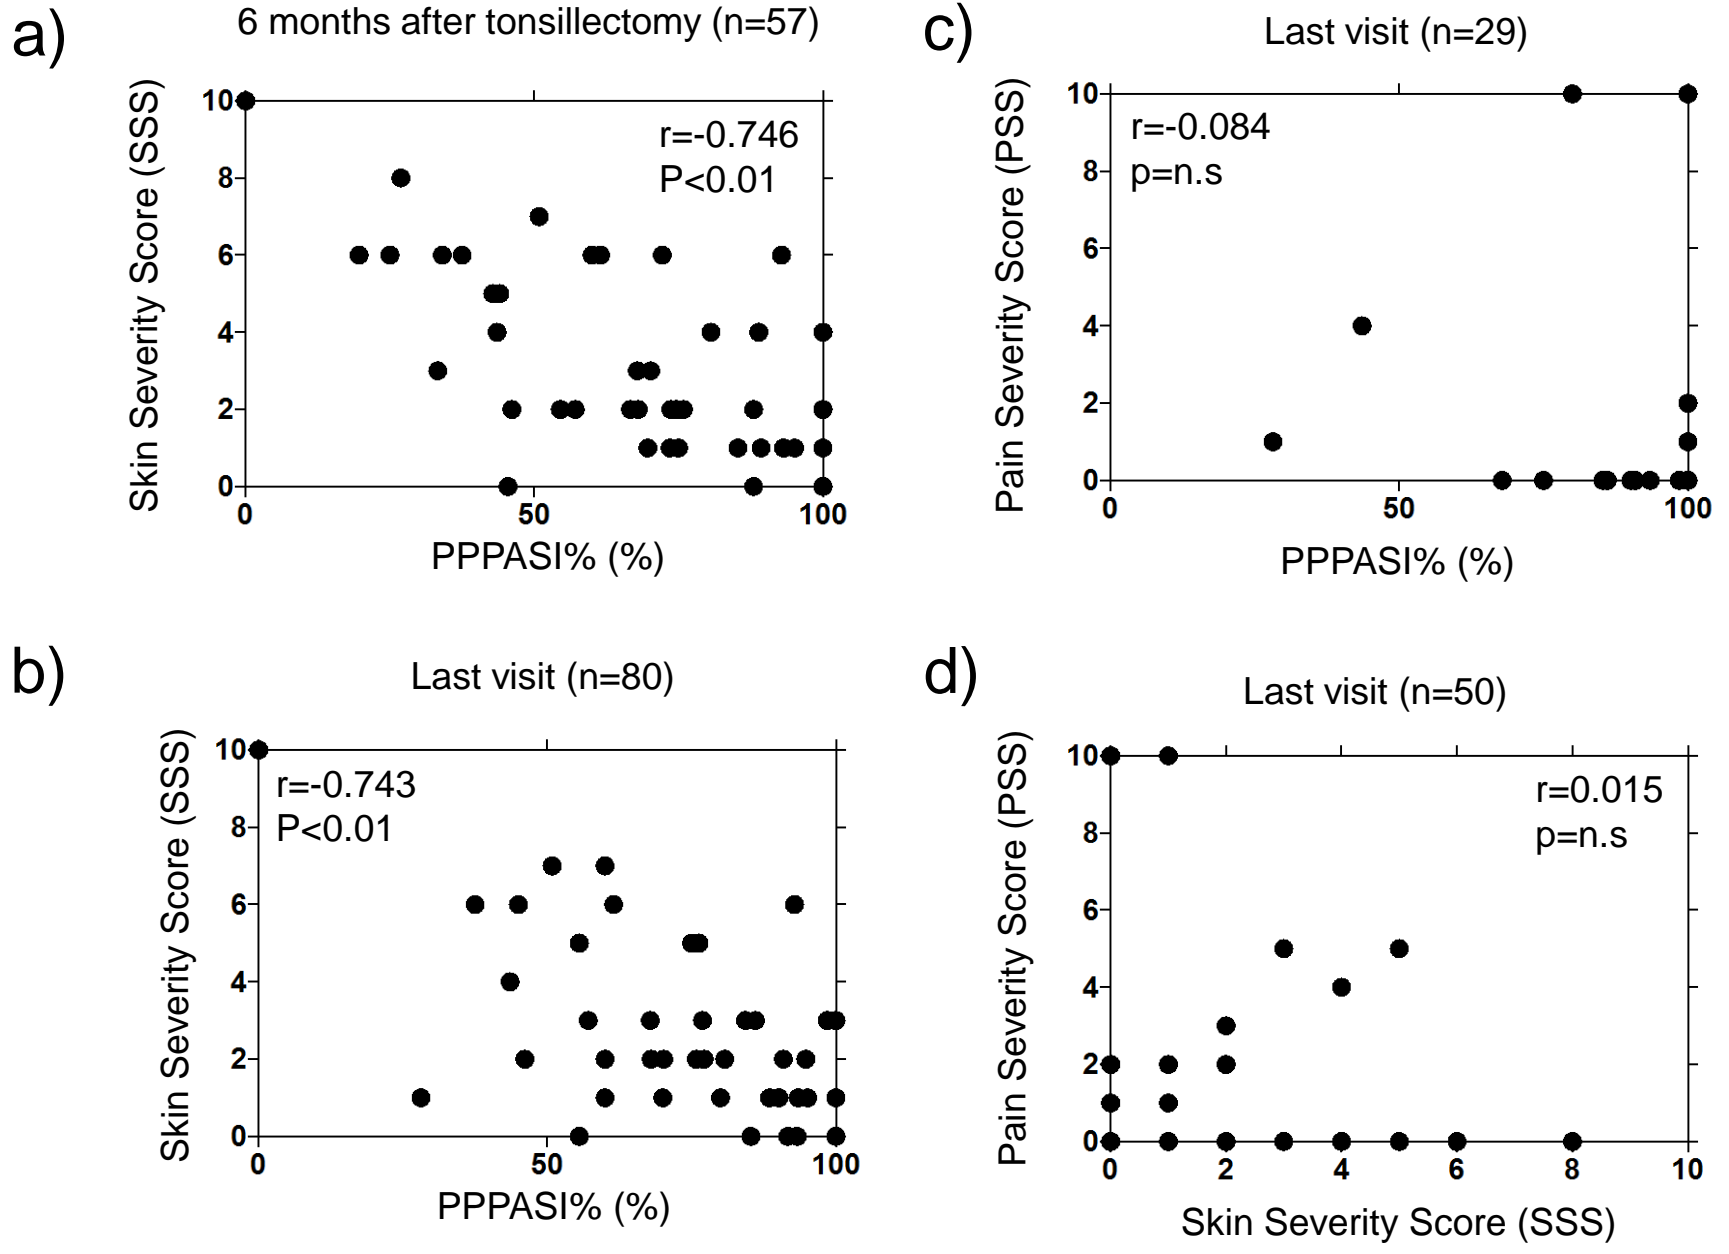 a)
6 months after tonsillectomy (n=57)
Skin Severity Score (SSS)
10
8
6
4
2
0
r=-0.746
P<0.01
0
50
100
PPPASI% (%)
b)
Last visit (n=80)
Skin Severity Score (SSS)
10
8
6
4
2
0
r=-0.743
P<0.01
0
50
100
PPPASI% (%)
c)
Last visit (n=29)
Pain Severity Score (PSS)
10
8
6
4
2
0
r=-0.084
p=n.s
0
50
100
PPPASI% (%)
d)
Last visit (n=50)
Pain Severity Score (PSS)
10
8
6
4
2
0
r=0.015
p=n.s
0
2
4
6
8
10
Skin Severity Score (SSS)